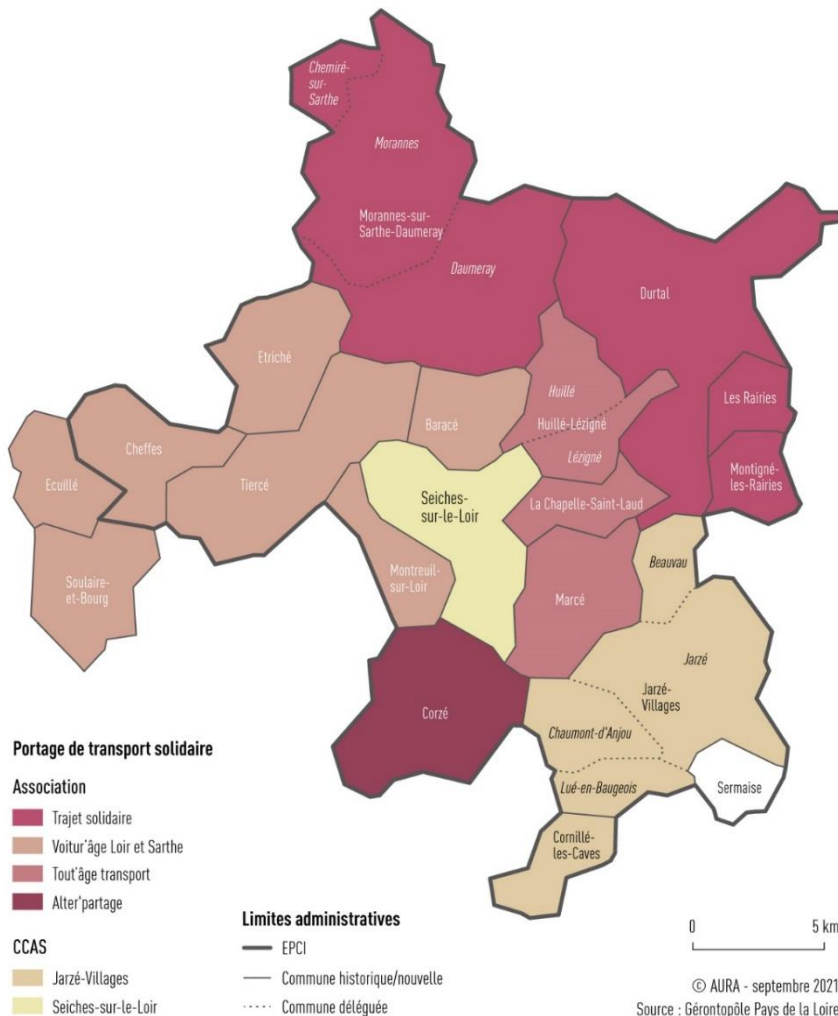 Chemiré-
sur-
Sarthe
Morannes
Morannes-sur-
Sarthe-Daumeray
Daumeray
Durtal
Etriché
Huillé
Les Rairies
Baracé
Huillé-Lézigné
Cheffes
Lézigné
Ecuillé
Tiercé
Montigné-
les-Rairies
Seiches-
sur-le-Loir
La Chapelle-Saint-Laud
Beauvau
Soulaire-
et-Bourg
Montreuil-
sur-Loir
Marcé
Jarzé
Jarzé-
Villages
Corzé
Chaumont-d'Anjou
Lué-en-Baugeois
Sermaise
Cornillé-
les-Caves
Portage de transport solidaire
Association
Trajet solidaire
Voitur'âge Loir et Sarthe
Tout'âge transport
Alter'partage
CCAS
Jarzé-Villages
Seiches-sur-le-Loir
Limites administratives
EPCI
Commune historique/nouvelle
Commune déléguée
0 5 km
© AURA - septembre 2021
Source : Gérontopôle Pays de la Loire